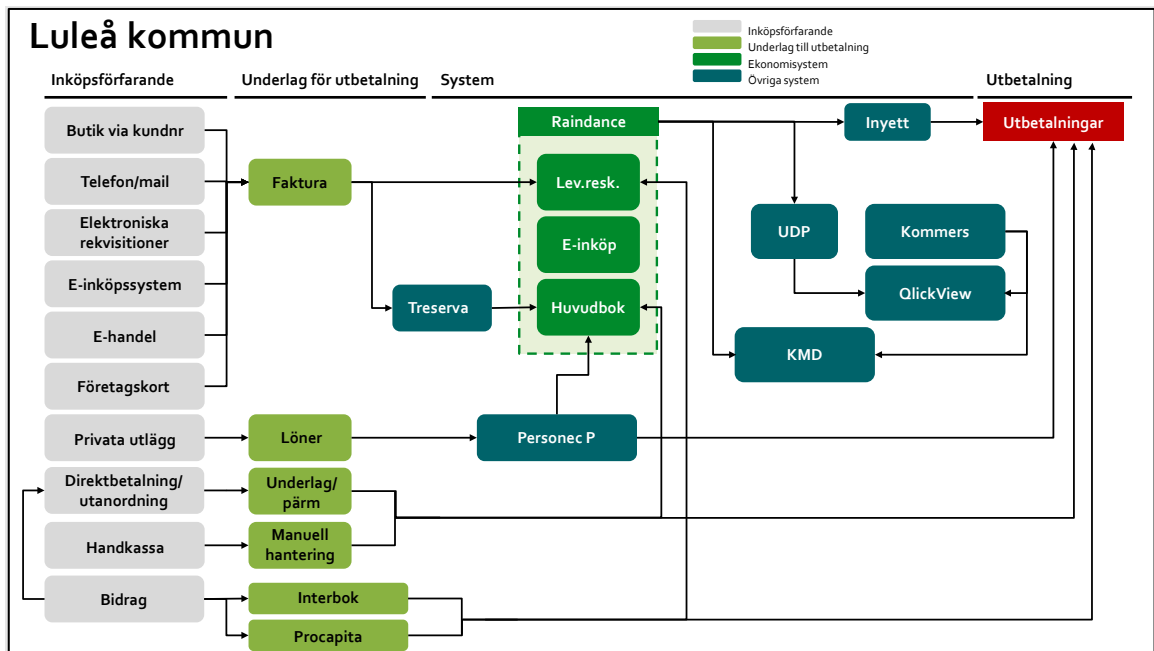 Luleå kommun
Inköpsförfarande
Underlag till utbetalning
Ekonomisystem
Övriga system
Inköpsförfarande
Underlag för utbetalning
System
Utbetalning
Butik via kundnr
Telefon/mail
Elektroniska
rekvisitioner
E-inköpssystem
E-handel
Företagskort
Privata utlägg
Direktbetalning/
utanordning
Handkassa
Bidrag
Faktura
Löner
Underlag/
pärm
Manuell
hantering
Interbok
Procapita
Treserva
Personec P
Raindance
Lev.resk.
E-inköp
Huvudbok
Inyett
UDP
Kommers
QlickView
KMD
Utbetalningar